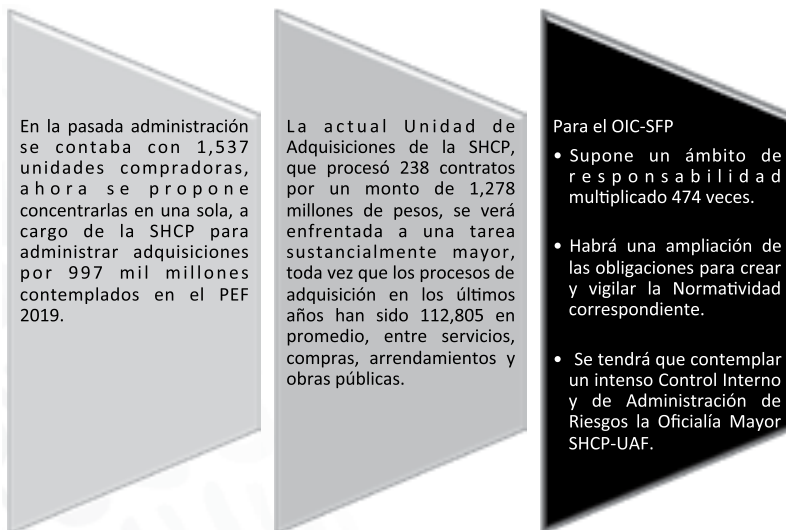 En la pasada administración
se contaba con 1,537
unidades compradoras,
ahora se propone
concentrarlas en una sola, a
cargo de la SHCP para
administrar adquisiciones
por 997 mil millones
contemplados en el PEF
2019.
La actual Unidad de
Adquisiciones de la SHCP,
que procesó 238 contratos
por un monto de 1,278
millones de pesos, se verá
enfrentada a una tarea
sustancialmente mayor,
toda vez que los procesos de
adquisición en los últimos
años han sido 112,805 en
promedio, entre servicios,
compras, arrendamientos y
obras públicas.
Para el OIC-SFP
• Supone un ámbito de
responsabilidad
multiplicado 474 veces.
• Habrá una ampliación de
las obligaciones para crear
y vigilar la Normatividad
correspondiente.
• Se tendrá que contemplar
un intenso Control Interno
y de Administración de
Riesgos la Oficialía Mayor
SHCP-UAF.